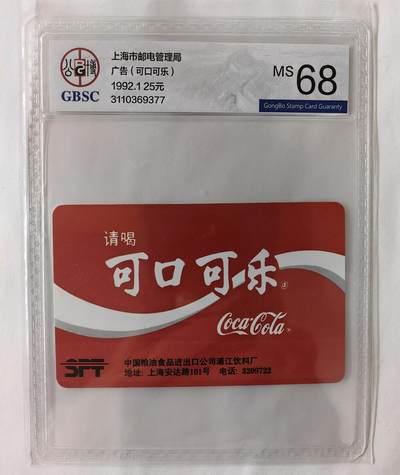 上海市邮电管理局
广告（可口可乐）
1992.1 25元
3110369377
GBSC
MS 68
GongBo Stamp Card Guaranty
请喝
可口可乐
Coca-Cola
SPT
中国粮油食品进出口公司浦江饮料厂
地址: 上海安达路101号 电话: 3209722